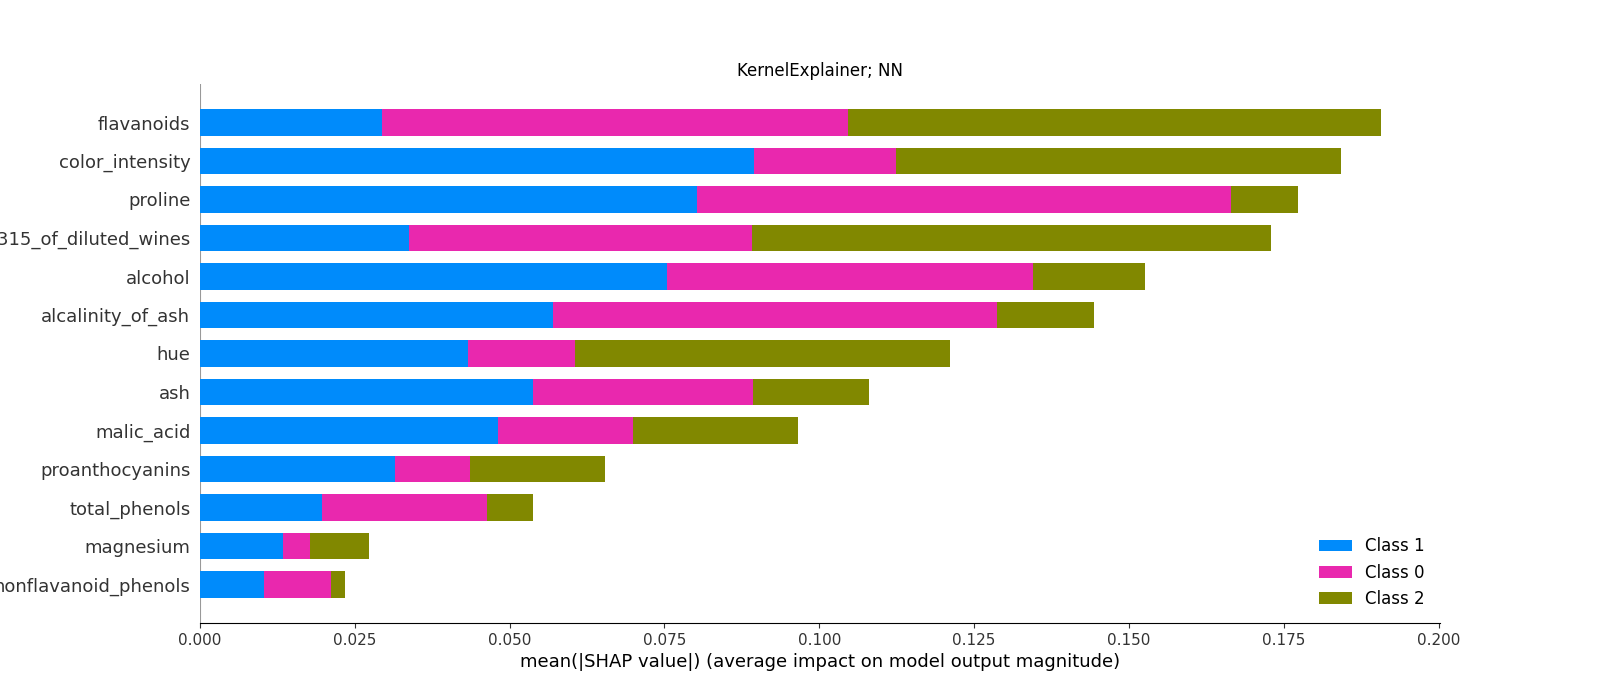 KernelExplainer; NN
flavanoids
color_intensity
proline
315_of_diluted_wines
alcohol
alcalinity_of_ash
hue
ash
malic_acid
proanthocyanins
total_phenols
magnesium
nonflavanoid_phenols
Class 1
Class 0
Class 2
0.000 0.025 0.050 0.075 0.100 0.125 0.150 0.175 0.200
mean(|SHAP value|) (average impact on model output magnitude)